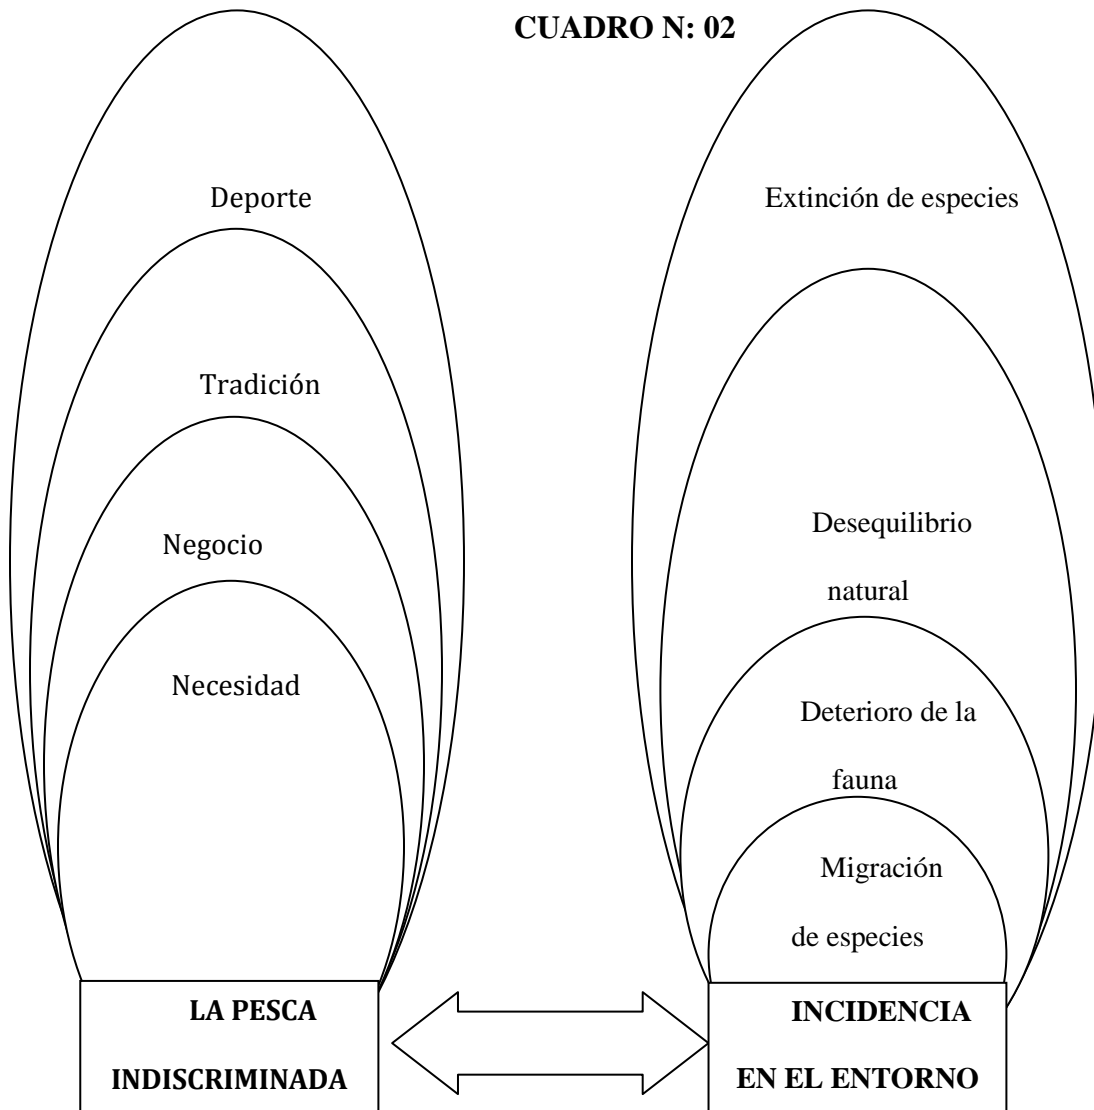 CUADRO N: 02
Deporte
Tradición
Negocio
Necesidad
LA PESCA
INDISCRIMINADA
Extinción de especies
Desequilibrio
natural
Deterioro de la
fauna
Migración
de especies
INCIDENCIA
EN EL ENTORNO